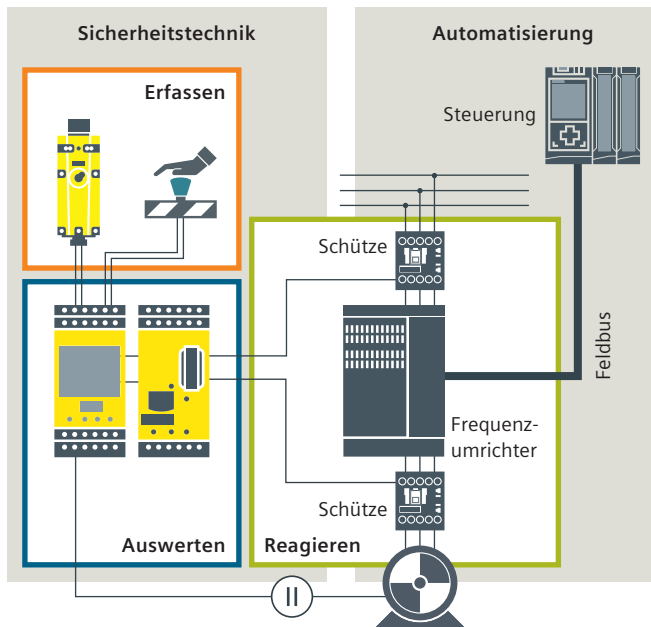 Sicherheitstechnik
Automatisierung
Erfassen
Steuerung
Schütze
Feldbus
Frequenz-
umrichter
Schütze
Auswerten
Reagieren